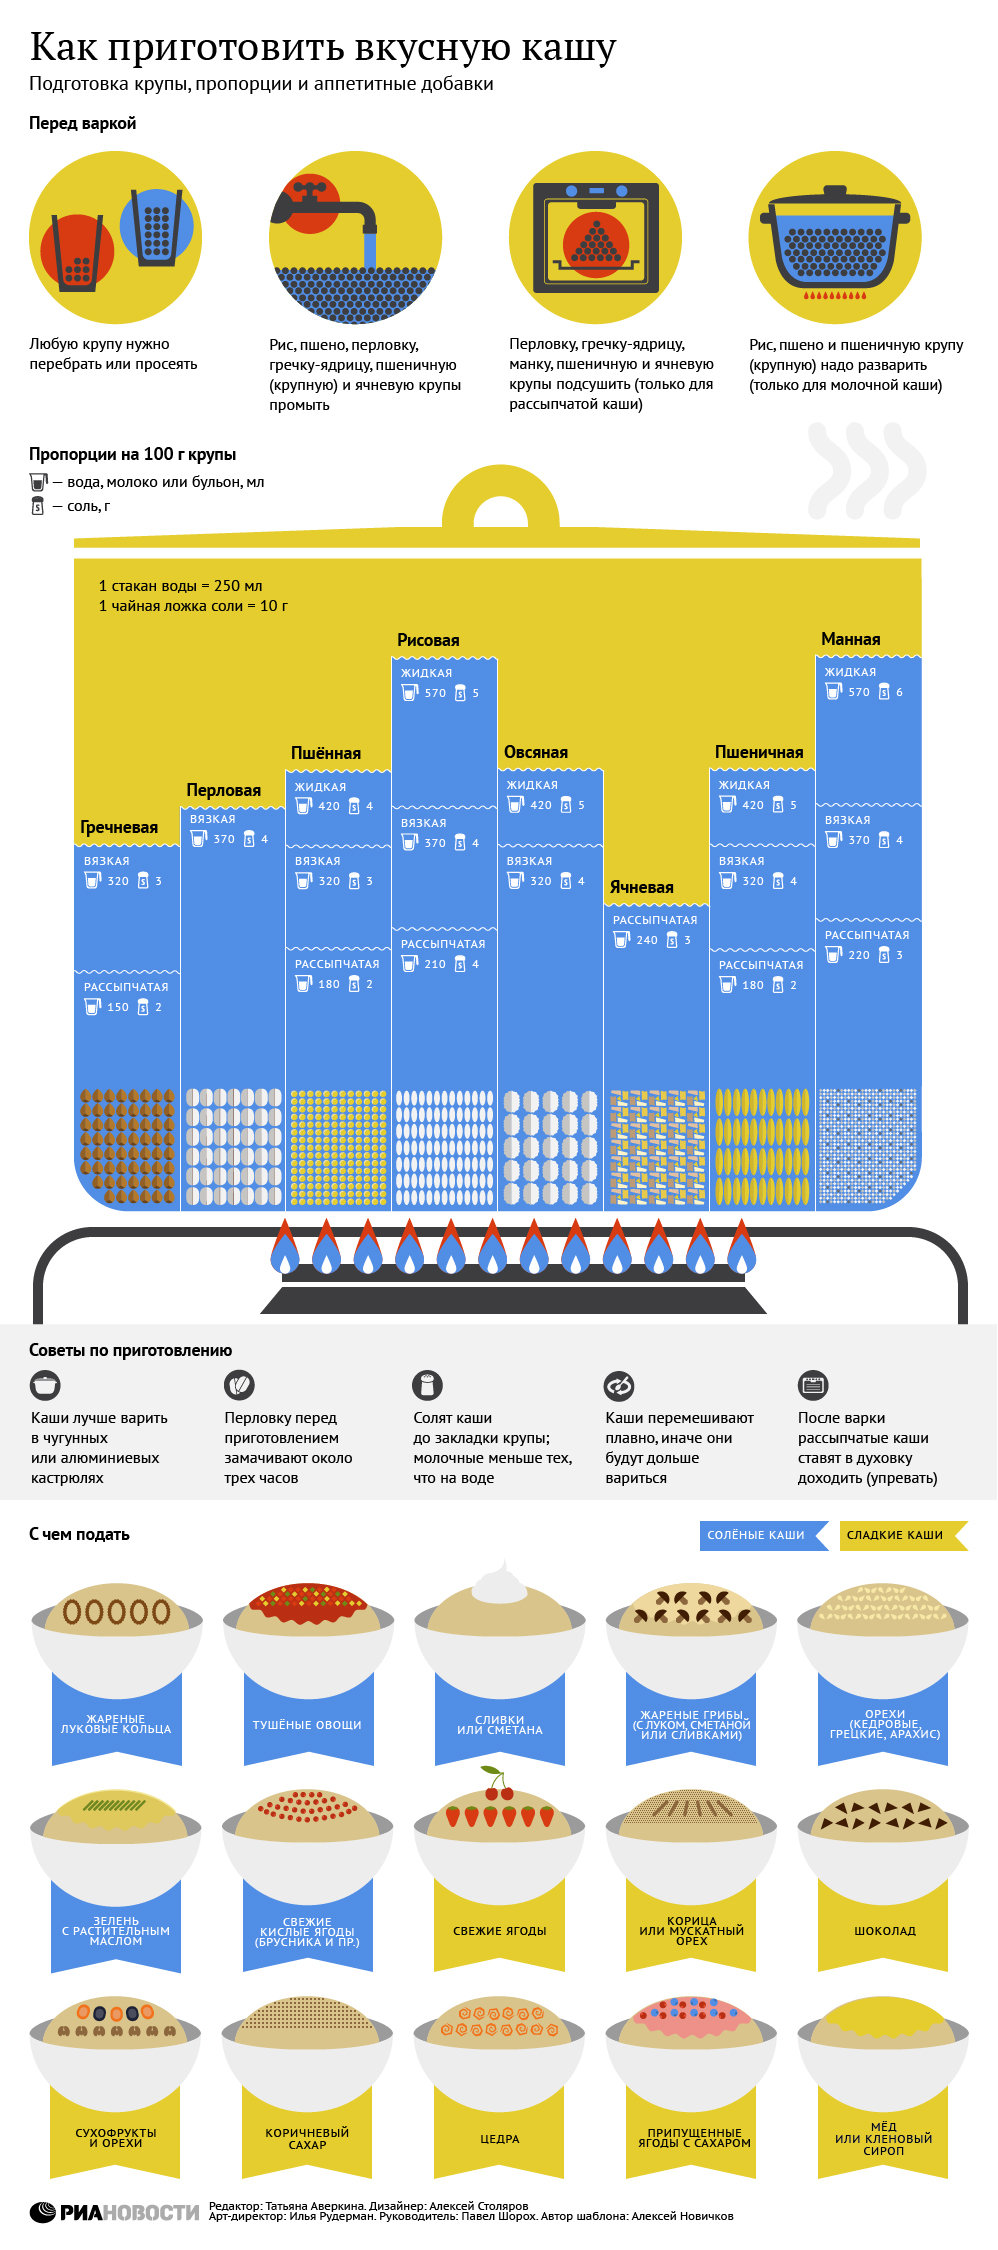 Как приготовить вкусную кашу
Подготовка крупы, пропорции и аппетитные добавки
Перед варкой
Любую крупу нужно
перебрать или просеять
Рис, пшено, перловку,
гречку-ядрицу, пшеничную
(крупную) и ячневую крупы
промыть
Перловку, гречку-ядрицу,
манку, пшеничную и ячневую
крупы подсушить (только для
рассыпчатой каши)
Рис, пшено и пшеничную крупу
(крупную) надо разварить
(только для молочной каши)
Пропорции на 100 г крупы
— вода, молоко или бульон, мл
— соль, г
1 стакан воды = 250 мл
1 чайная ложка соли = 10 г
Гречневая
ВЯЗКАЯ
320 3
РАССЫПЧАТАЯ
150 2
Перловая
ВЯЗКАЯ
370 4
Пшённая
ЖИДКАЯ
420 4
ВЯЗКАЯ
320 3
РАССЫПЧАТАЯ
180 2
Рисовая
ЖИДКАЯ
570 5
ВЯЗКАЯ
370 4
РАССЫПЧАТАЯ
210 4
Овсяная
ЖИДКАЯ
420 5
ВЯЗКАЯ
320 4
Ячневая
РАССЫПЧАТАЯ
240 3
Пшеничная
ЖИДКАЯ
420 5
ВЯЗКАЯ
320 4
РАССЫПЧАТАЯ
180 2
Манная
ЖИДКАЯ
570 6
ВЯЗКАЯ
370 4
РАССЫПЧАТАЯ
220 3
Советы по приготовлению
Каши лучше варить
в чугунных
или алюминиевых
кастрюлях
Перловку перед
приготовлением
замачивают около
трех часов
Солят каши
до закладки крупы;
молочные меньше тех,
что на воде
Каши перемешивают
плавно, иначе они
будут дольше
вариться
После варки
рассыпчатые каши
ставят в духовку
доходить (упревать)
С чем подать
СОЛЁНЫЕ КАШИ
СЛАДКИЕ КАШИ
ЖАРЕНЫЕ
ЛУКОВЫЕ КОЛЬЦА
ТУШЁНЫЕ ОВОЩИ
СЛИВКИ
ИЛИ СМЕТАНА
ЖАРЕНЫЕ ГРИБЫ
(С ЛУКОМ, СМЕТАНОЙ
ИЛИ СЛИВКАМИ)
ОРЕХИ
(КЕДРОВЫЕ,
ГРЕЦКИЕ, АРАХИС)
ЗЕЛЕНЬ
С РАСТИТЕЛЬНЫМ
МАСЛОМ
СВЕЖИЕ
КИСЛЫЕ ЯГОДЫ
(БРУСНИКА И ПР.)
СВЕЖИЕ ЯГОДЫ
КОРИЦА
ИЛИ МУСКАТНЫЙ
ОРЕХ
ШОКОЛАД
СУХОФРУКТЫ
И ОРЕХИ
КОРИЧНЕВЫЙ
САХАР
ЦЕДРА
ПРИПУЩЕННЫЕ
ЯГОДЫ С САХАРОМ
МЁД
ИЛИ КЛЕНОВЫЙ
СИРОП
РИАНОВОСТИ
Редактор: Татьяна Аверкина. Дизайнер: Алексей Столяров
Арт-директор: Илья Рудерман. Руководитель: Павел Шорох. Автор шаблона: Алексей Новичков